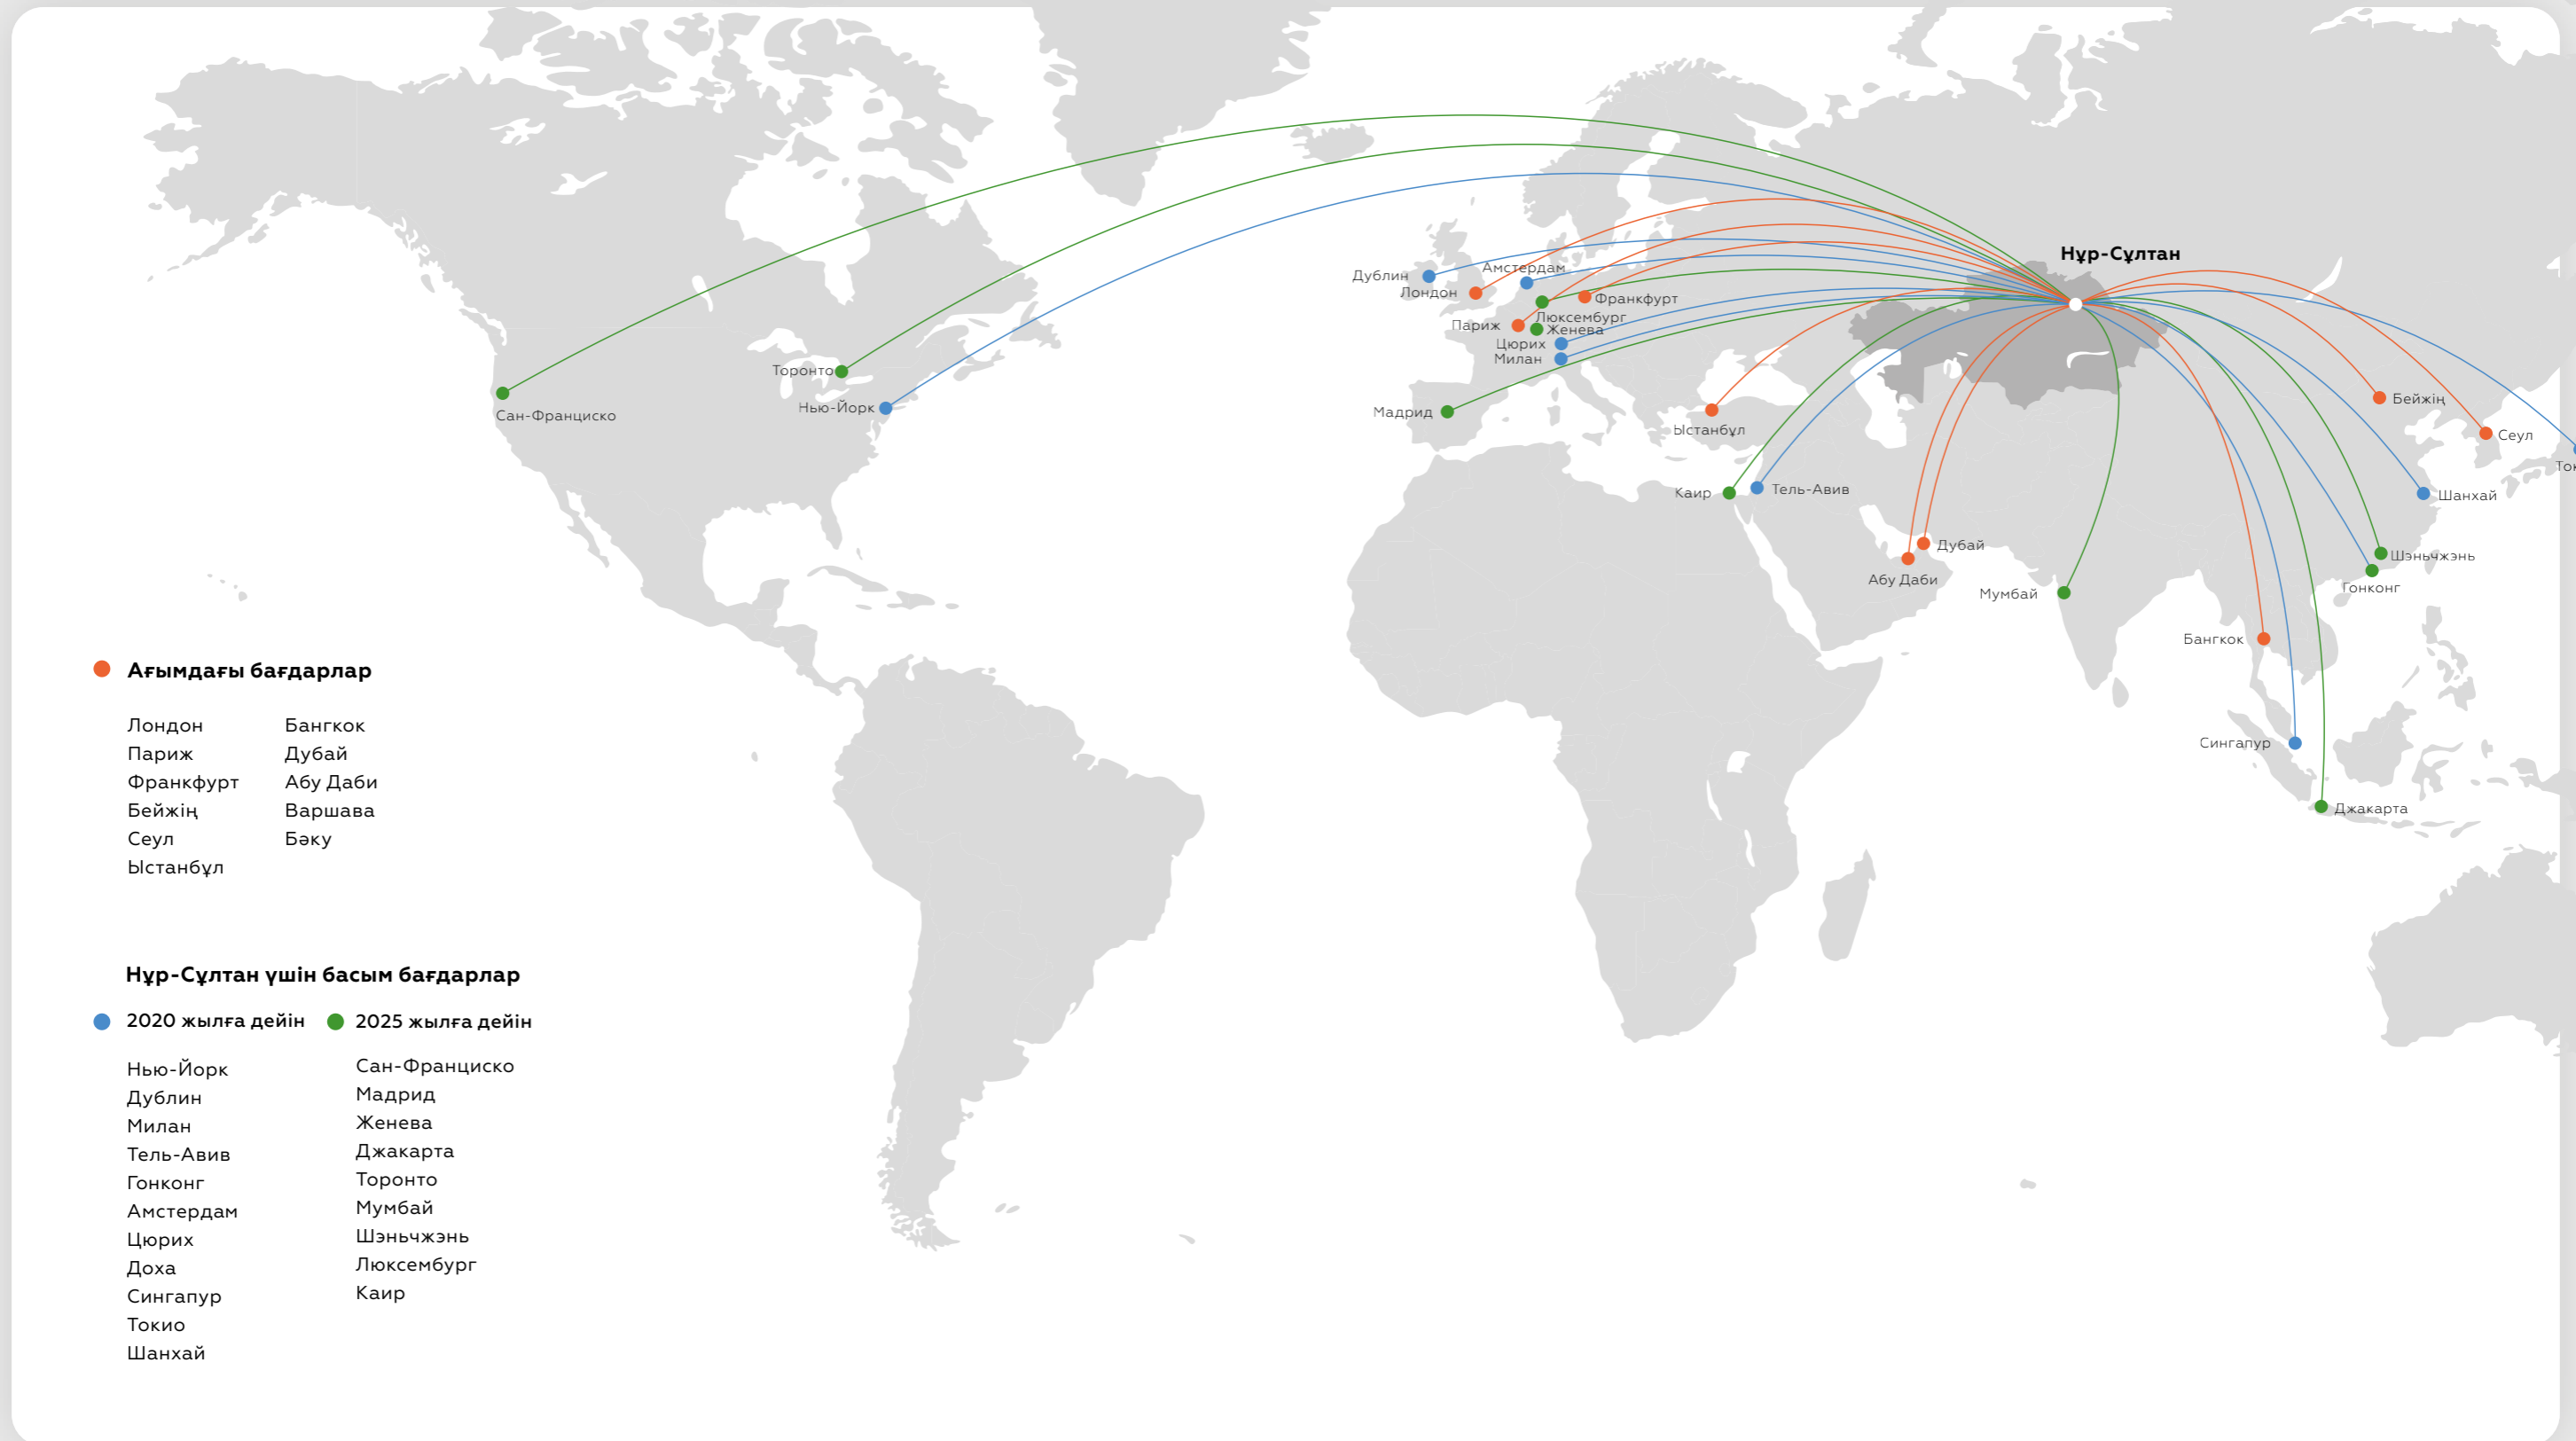 Нұр-Сұлтан
Дублин
Амстердам
Лондон
Франкфурт
Люксембург
Париж
Женева
Цюрих
Милан
Торонто
Нью-Йорк
Сан-Франциско
Мадрид
Ыстанбұл
Бейжің
Сеул
Каир
Тель-Авив
Шанхай
Дубай
Шэньчжэнь
Абу Даби
Мумбай
Гонконг
Бангкок
Сингапур
Джакарта
Ағымдағы бағдарлар
Лондон
Париж
Франкфурт
Бейжің
Сеул
Ыстанбұл
Бангкок
Дубай
Абу Даби
Варшава
Бәку
Нұр-Сұлтан үшін басым бағдарлар
2020 жылға дейін
Нью-Йорк
Дублин
Милан
Тель-Авив
Гонконг
Амстердам
Цюрих
Доха
Сингапур
Токио
Шанхай
2025 жылға дейін
Сан-Франциско
Мадрид
Женева
Джакарта
Торонто
Мумбай
Шэньчжэнь
Люксембург
Каир